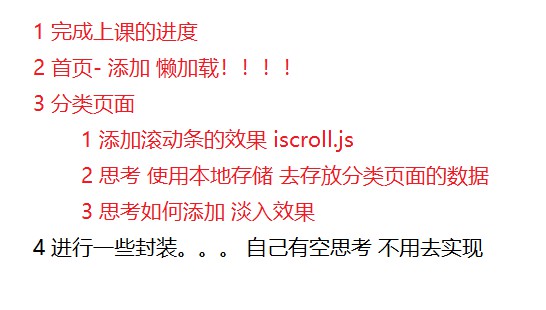 1 完成上课的进度
2 首页- 添加 懒加载！！！！
3 分类页面
1 添加滚动条的效果 iscroll.js
2 思考 使用本地存储 去存放分类页面的数据
3 思考如何添加 淡入效果
4 进行一些封装。。。 自己有空思考 不用去实现